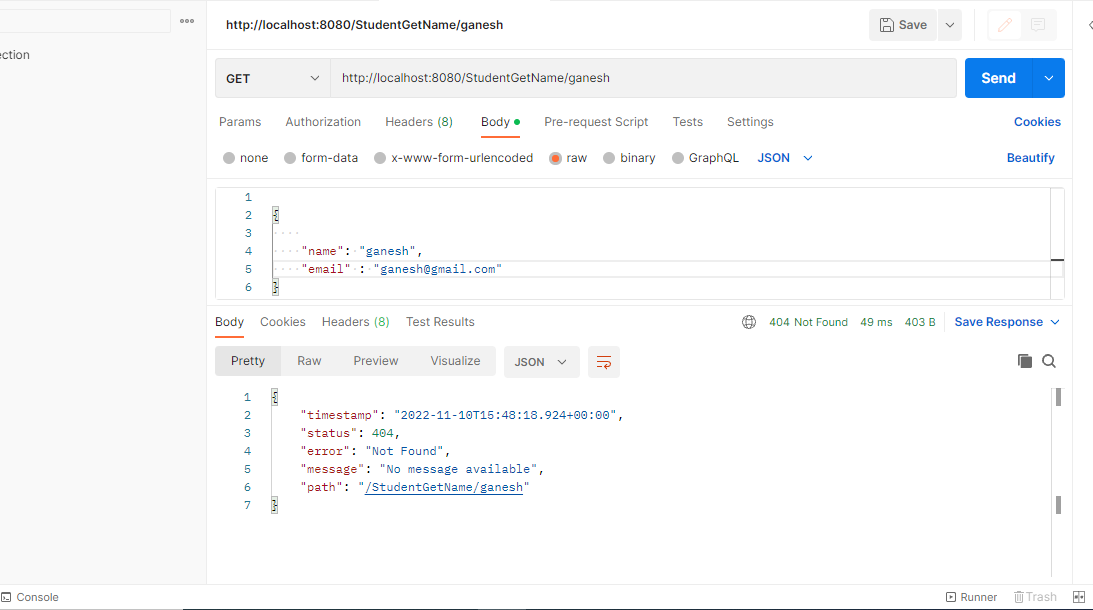 http://localhost:8080/StudentGetName/ganesh
Save
ection
GET
http://localhost:8080/StudentGetName/ganesh
Send
Params Authorization Headers (8) Body Pre-request Script Tests Settings Cookies
none form-data x-www-form-urlencoded raw binary GraphQL JSON Beautify
1
2 {
3
4 "name": "ganesh",
5 "email" : "ganesh@gmail.com"
6 }
Body Cookies Headers (8) Test Results 404 Not Found 49 ms 403 B Save Response
Pretty Raw Preview Visualize JSON
1 {
2 "timestamp": "2022-11-10T15:48:18.924+00:00",
3 "status": 404,
4 "error": "Not Found",
5 "message": "No message available",
6 "path": "/StudentGetName/ganesh"
7 }
Console Runner Trash